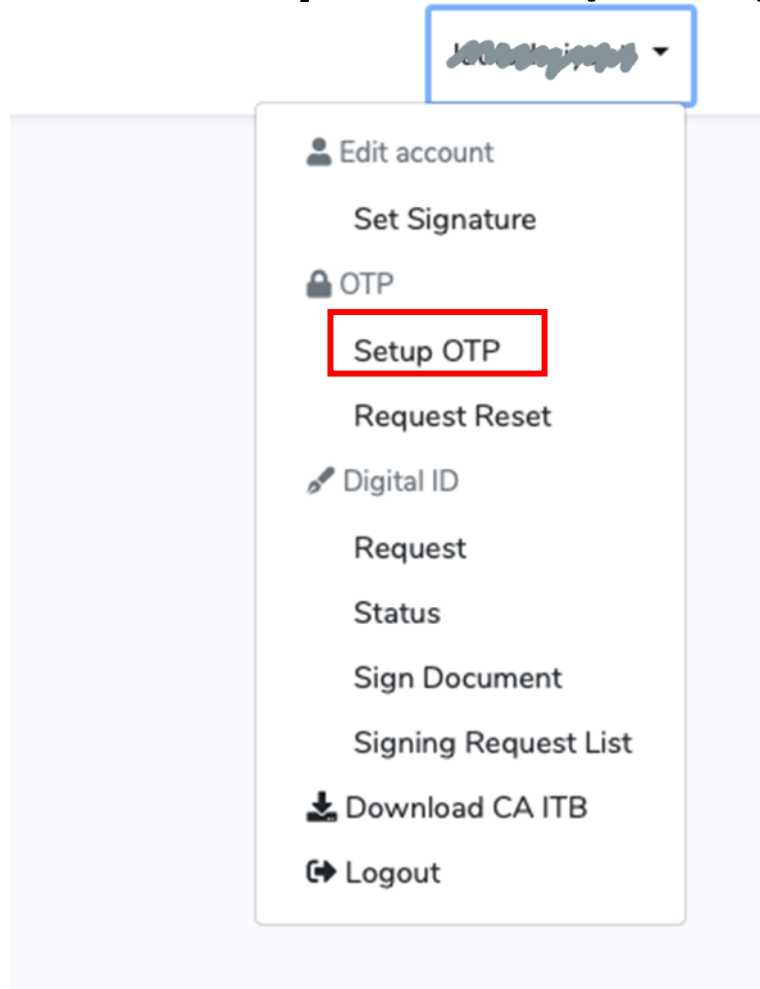 Edit account
Set Signature
OTP
Setup OTP
Request Reset
Digital ID
Request
Status
Sign Document
Signing Request List
Download CA ITB
Logout